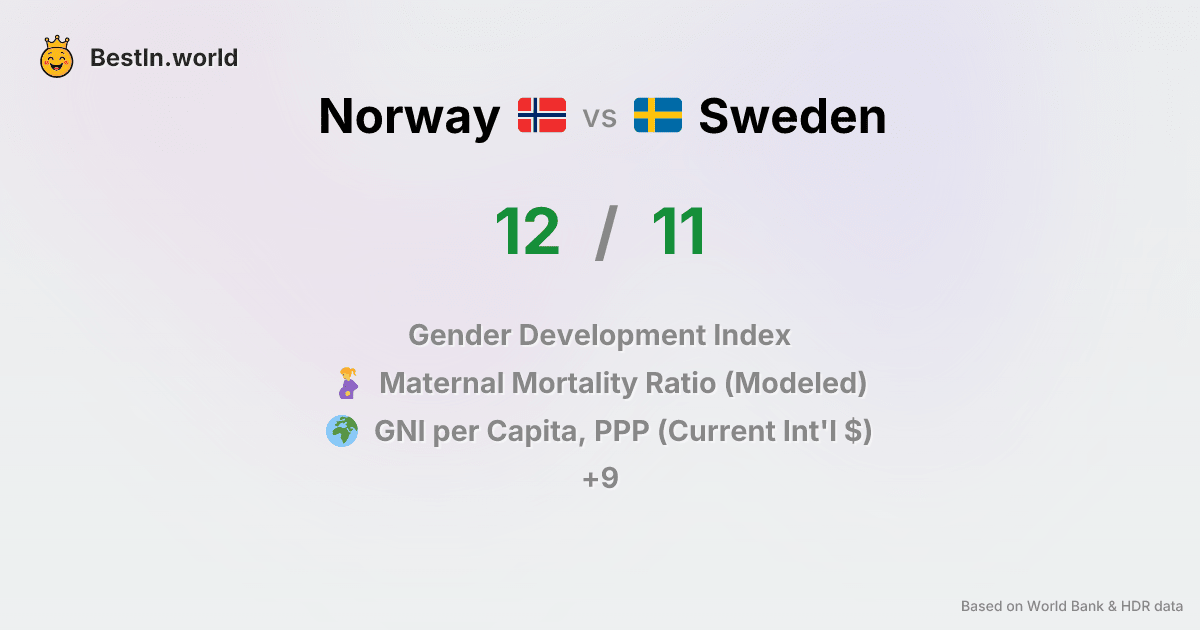 BestIn.world
Norway vs Sweden
12 / 11
Gender Development Index
Maternal Mortality Ratio (Modeled)
GNI per Capita, PPP (Current Int'l $)
+9
Based on World Bank & HDR data